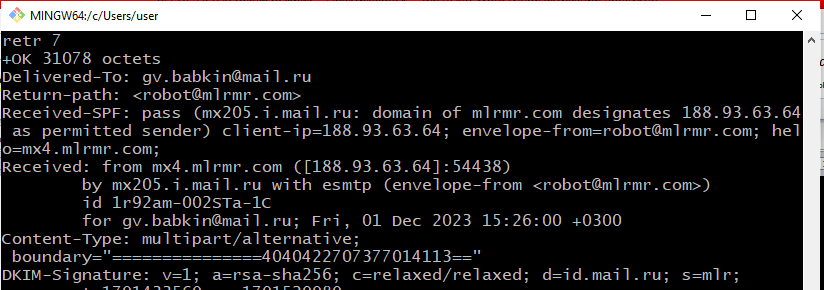 MINGW64:/c/Users/user
retr 7
+OK 31078 octets
Delivered-To: gv.babkin@mail.ru
Return-path: <robot@mlrmr.com>
Received-SPF: pass (mx205.i.mail.ru: domain of mlrmr.com designates 188.93.63.64
 as permitted sender) client-ip=188.93.63.64; envelope-from=robot@mlrmr.com; hel
o=mx4.mlrmr.com;
Received: from mx4.mlrmr.com ([188.93.63.64]:54438)
        by mx205.i.mail.ru with esmtp (envelope-from <robot@mlrmr.com>)
        id 1r92am-002STa-1C
        for gv.babkin@mail.ru; Fri, 01 Dec 2023 15:26:00 +0300
Content-Type: multipart/alternative;
 boundary="===============4040422707377014113=="
DKIM-Signature: v=1; a=rsa-sha256; c=relaxed/relaxed; d=id.mail.ru; s=mlr;